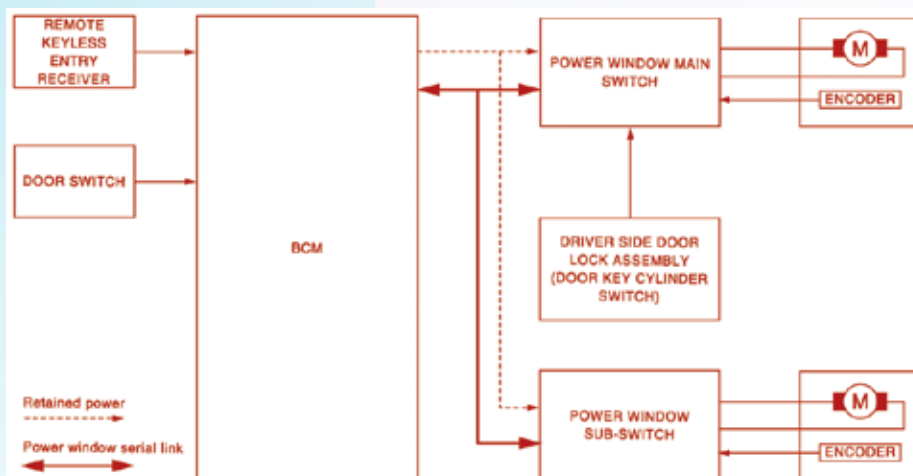 REMOTE
KEYLESS
ENTRY
RECEIVER
DOOR SWITCH
BCM
POWER WINDOW MAIN
SWITCH
M
ENCODER
DRIVER SIDE DOOR
LOCK ASSEMBLY
(DOOR KEY CYLINDER
SWITCH)
POWER WINDOW
SUB-SWITCH
M
ENCODER
Retained power
Power window serial link